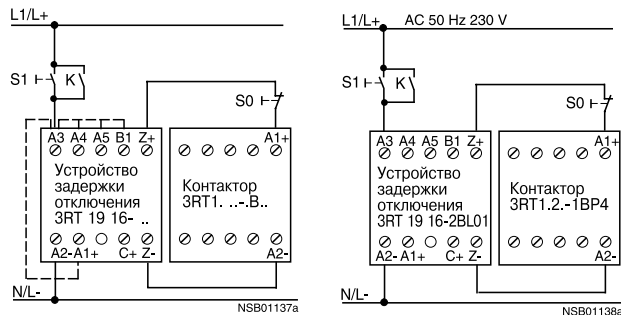 L1/L+
S1
K
S0
A3 A4 A5 B1 Z+
A1+
Устройство
задержки
отключения
3RT 19 16- ..
Контактор
3RT1. ..-.B..
A2- A1+ C+ Z-
A2-
N/L-
NSB01137a
L1/L+ AC 50 Hz 230 V
S1
K
S0
A3 A4 A5 B1 Z+
A1+
Устройство
задержки
отключения
3RT 19 16-2BL01
Контактор
3RT1.2.-1BP4
A2- A1+ C+ Z-
A2-
N/L-
NSB01138a